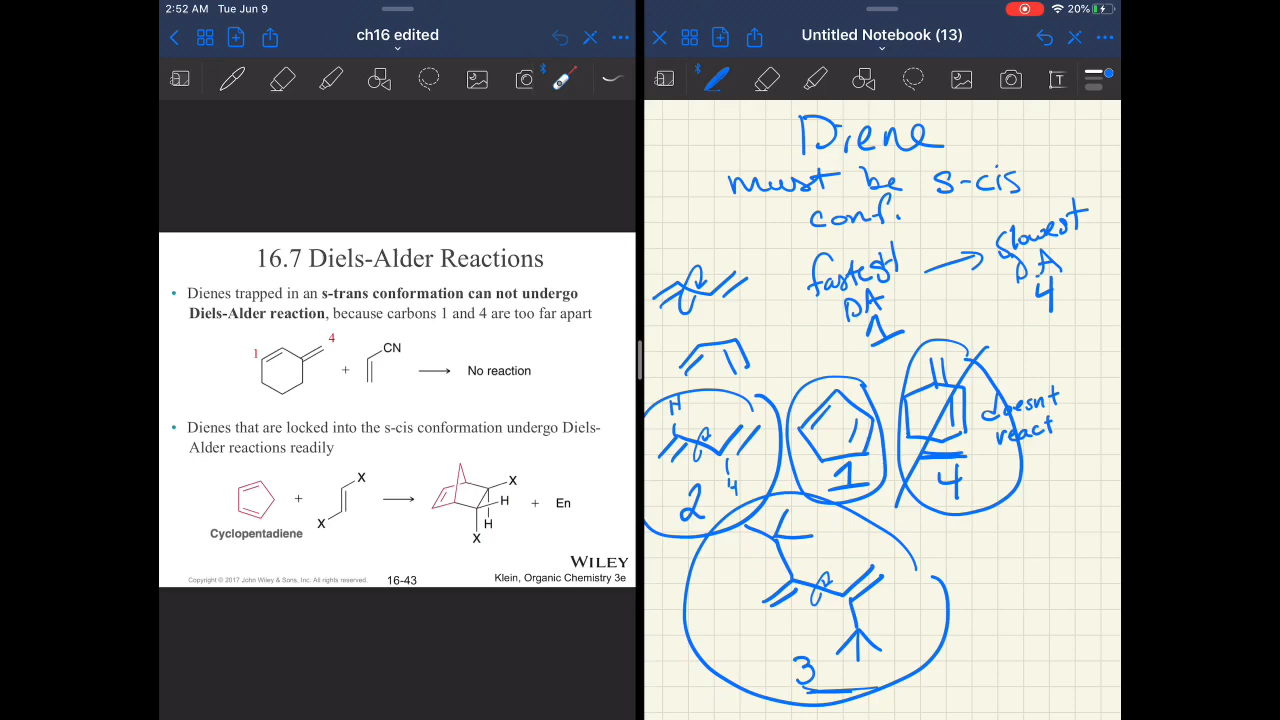 2:52 AM Tue Jun 9
20%
ch16 edited
Untitled Notebook (13)
T
16.7 Diels-Alder Reactions
• Dienes trapped in an s-trans conformation can not undergo
Diels-Alder reaction, because carbons 1 and 4 are too far apart
1
4
+
CN
No reaction
• Dienes that are locked into the s-cis conformation undergo Diels-
Alder reactions readily
Cyclopentadiene
+
X
X
X
H
H
X
+ En
WILEY
Copyright © 2017 John Wiley & Sons, Inc. All rights reserved.
16-43
Klein, Organic Chemistry 3e
Diene
must be s-cis
conf.
fastest
DA
1
slowest
DA
4
H
H
2
1
4
doesnt
react
3